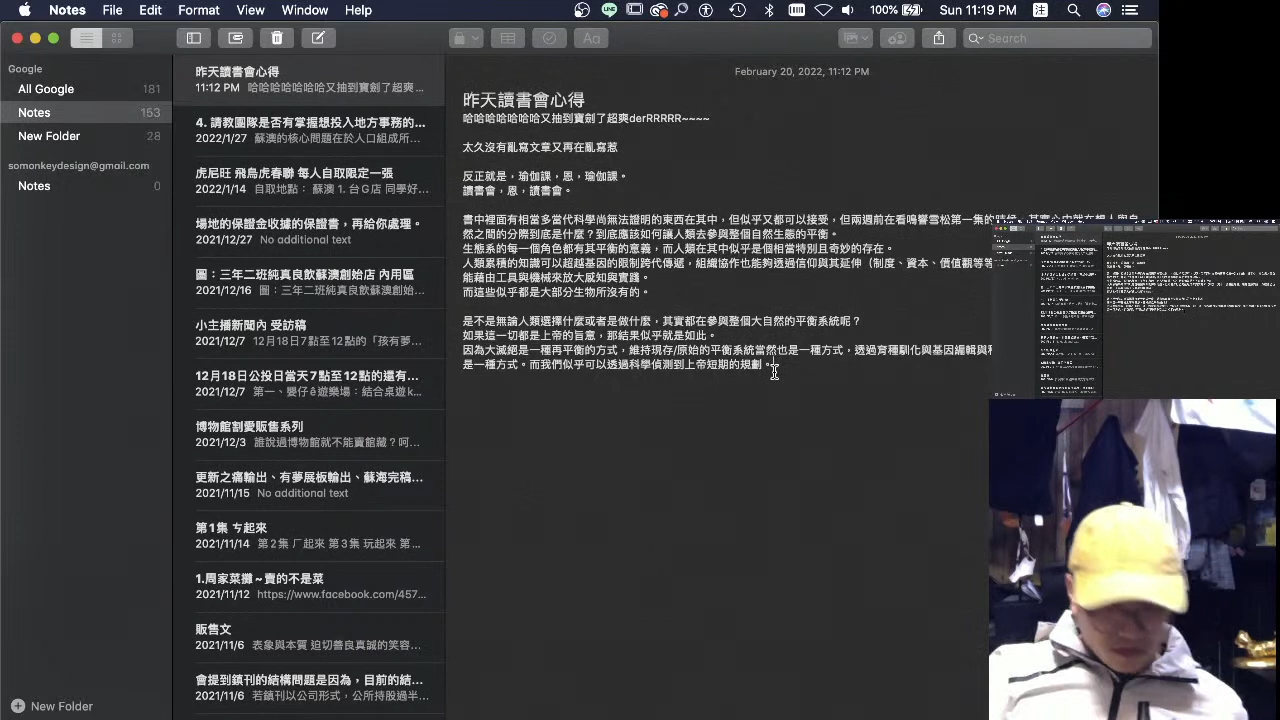 Notes File Edit Format View Window Help
100% Sun 11:19 PM 注
Aa
Search
Google
All Google 181
Notes 153
New Folder 28
somonkeydesign@gmail.com
Notes 0
New Folder
昨天讀書會心得
11:12 PM 哈哈哈哈哈哈又抽到寶劍了超爽...
4. 請教團隊是否有掌握想投入地方事務的...
2022/1/27 蘇澳的核心問題在於人口組成所...
虎尼旺 飛鳥虎春聯 每人自取限定一張
2022/1/14 自取地點： 蘇澳 1. 台G店 同學好...
場地的保證金收據的保證書，再給你處理。
2021/12/27 No additional text
圖：三年二班純真民歌蘇澳創生基地店用區
2021/12/16 圖：三年二班純真民歌蘇澳創始...
小主播新聞內 受訪稿
2021/12/7 12月18日7點至12點的「孩有夢...
12月18日公投日當天7點至12點的還有...
2021/12/7 第一、嬰仔ê遊樂場：結合桌遊k...
博物館割愛販售系列
2021/12/3 誰說過博物館就不能賣館藏？呵...
更新之痛輸出、有夢展板輸出、蘇海完稿...
2021/11/15 No additional text
第1集 ㄘ起來
2021/11/14 第2集 ㄏ起來 第3集 玩起來 第...
1.周家菜攤～賣的不是菜
2021/11/12 https://www.facebook.com/457...
販售文
2021/11/6 表象與本質 迫切善良真誠的笑容...
會提到鎮刊的結構問題是因為，目前的結...
2021/11/6 若鎮刊以公司形式，公所持股過半...
February 20, 2022, 11:12 PM
昨天讀書會心得
哈哈哈哈哈哈哈又抽到寶劍了超爽derRRRRR~~~~
太久沒有亂寫文章又再在亂寫惹
反正就是，瑜伽課，恩，瑜伽課。
讀書會，恩，讀書會。
書中裡面有相當多當代科學尚無法證明的東西在其中，但似乎又都可以接受，但兩週前在看鳴響雪松第一集的時候，其實心中就在想人與自
然之間的分際到底是什麼？到底應該如何讓人類去參與整個自然生態的平衡。
生態系的每一個角色都有其平衡的意義，而人類在其中似乎是個相當特別且奇妙的存在。
人類累積的知識可以超越基因的限制跨代傳遞，組織協作也能夠透過信仰與其延伸（制度、資本、價值觀等等
能藉由工具與機械來放大感知與實踐。
而這些似乎都是大部分生物所沒有的。
是不是無論人類選擇什麼或者是做什麼，其實都在參與整個大自然的平衡系統呢？
如果這一切都是上帝的旨意，那結果似乎就是如此。
因為大滅絕是一種再平衡的方式，維持現存/原始的平衡系統當然也是一種方式，透過育種馴化與基因編輯與
是一種方式。而我們似乎可以透過科學偵測到上帝短期的規劃。